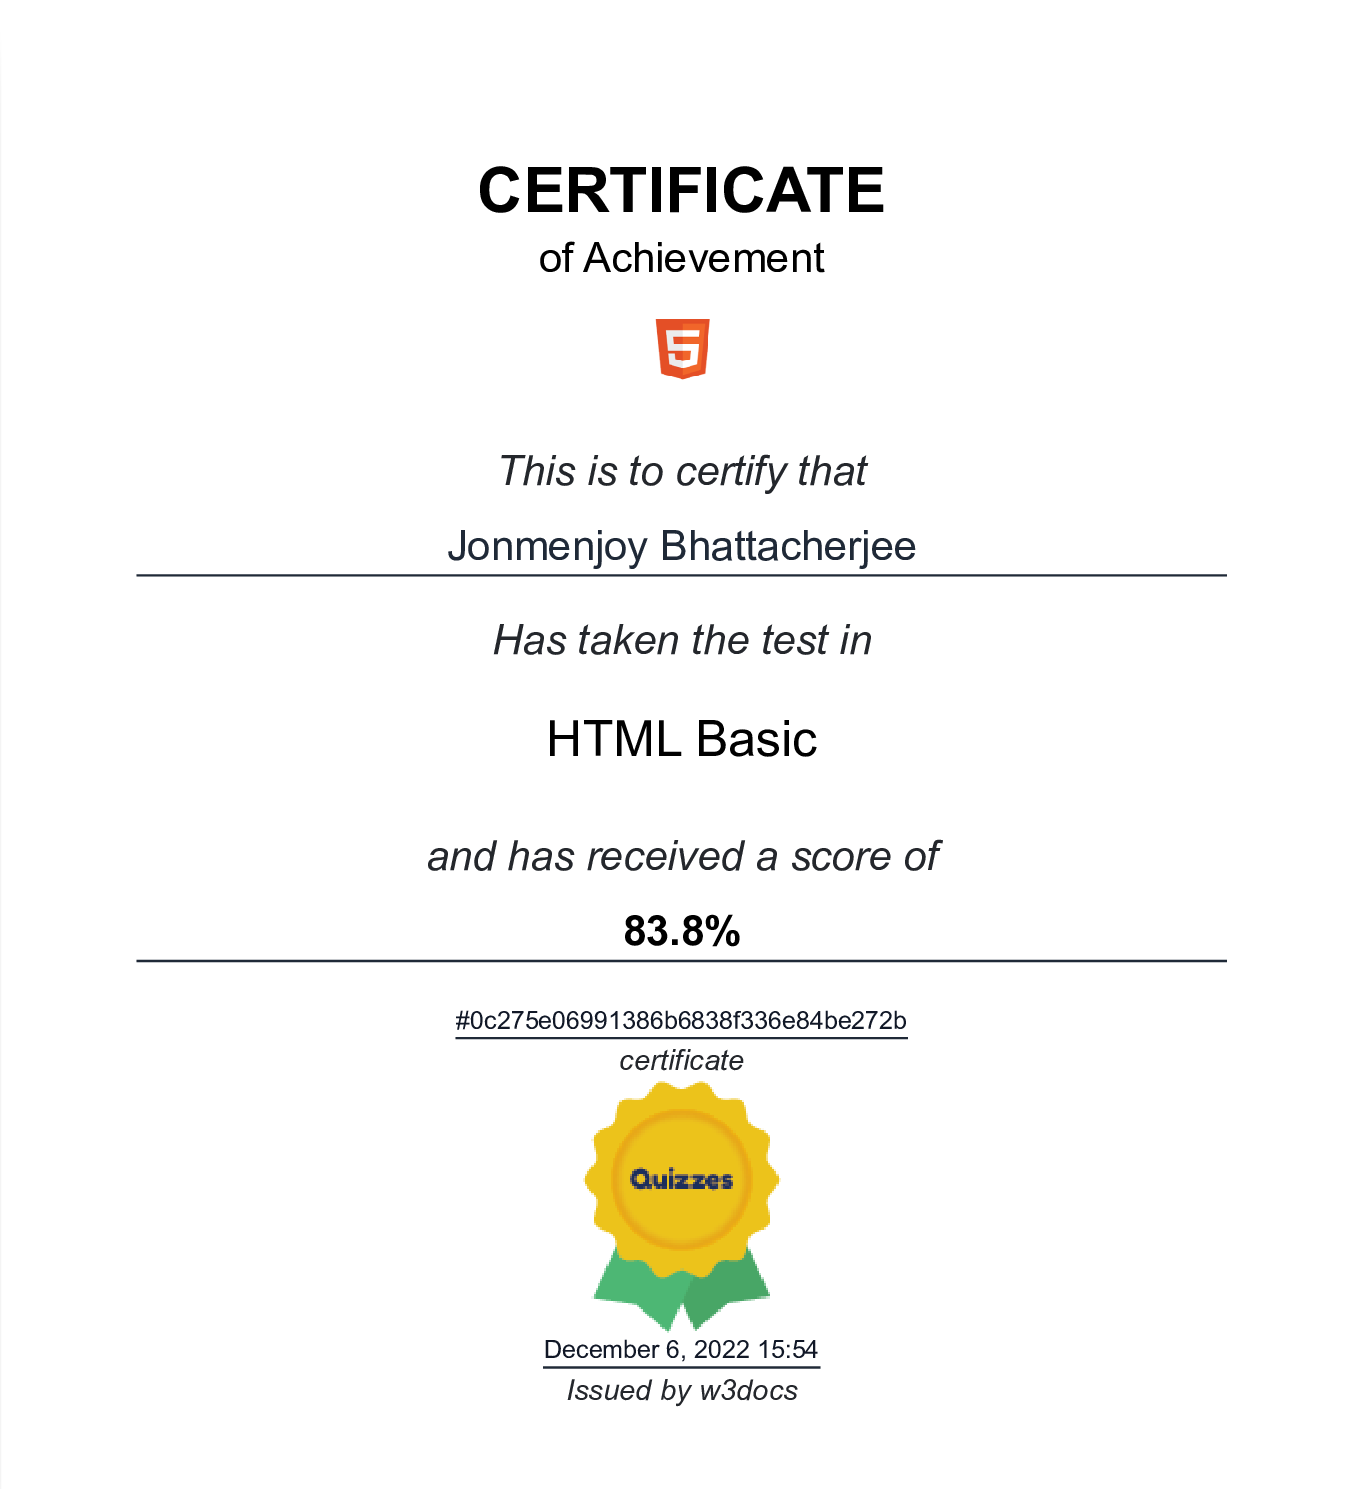 CERTIFICATE
of Achievement
5
This is to certify that
Jonmenjoy Bhattacherjee
Has taken the test in
HTML Basic
and has received a score of
83.8%
#0c275e06991386b6838f336e84be272b
certificate
Quizzes
December 6, 2022 15:54
Issued by w3docs